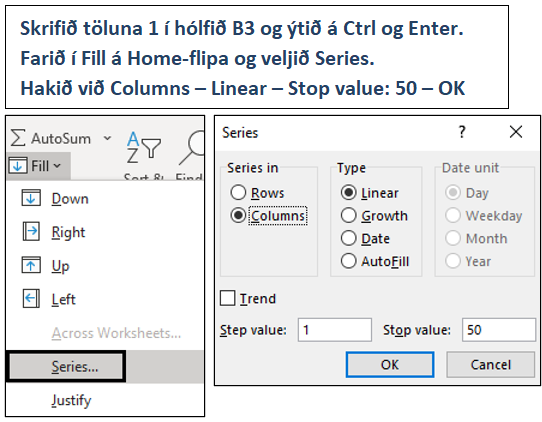 Skrifið töluna 1 í hólfið B3 og ýtið á Ctrl og Enter.
Farið í Fill á Home-flipa og veljið Series.
Hakið við Columns – Linear – Stop value: 50 – OK
AutoSum
Fill
Sort &
Find
Down
Right
Up
Left
Across Worksheets...
Series...
Justify
Series
?
Series in
Rows
Columns
Type
Linear
Growth
Date
AutoFill
Date unit
Day
Weekday
Month
Year
Trend
Step value: 1
Stop value: 50
OK
Cancel